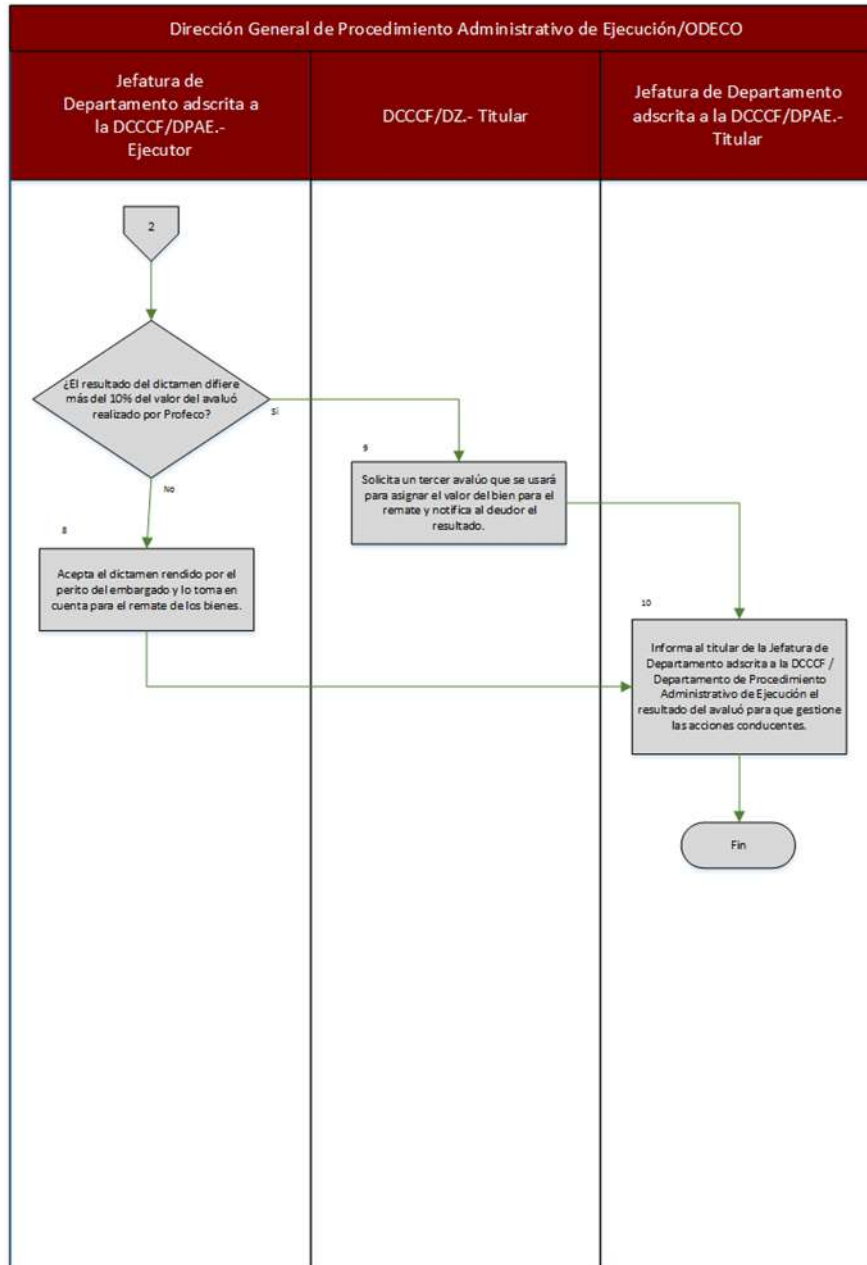 Dirección General de Procedimiento Administrativo de Ejecución/ODECO
Jefatura de
Departamento adscrita a
la DCCCF/DPAE.-
Ejecutor
DCCCF/DZ.- Titular
Jefatura de Departamento
adscrita a la DCCCF/DPAE.-
Titular
2
¿El resultado del dictamen difiere
más del 10% del valor del avaluó
realizado por Profeco?
Si
No
9
Solicita un tercer avalúo que se usará
para asignar el valor del bien para el
remate y notifica al deudor el
resultado.
8
Acepta el dictamen rendido por el
perito del embargado y lo toma en
cuenta para el remate de los bienes.
10
Informa al titular de la Jefatura de
Departamento adscrita a la DCCCF /
Departamento de Procedimiento
Administrativo de Ejecución el
resultado del avaluó para que gestione
las acciones conducentes.
Fin